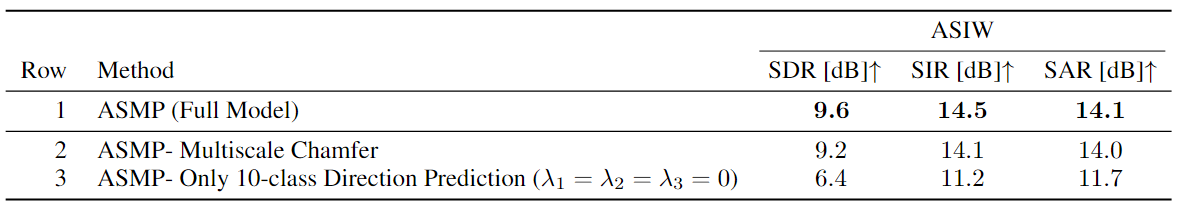 ASIW
Row Method SDR [dB]↑ SIR [dB]↑ SAR [dB]↑
1 ASMP (Full Model) 9.6 14.5 14.1
2 ASMP- Multiscale Chamfer 9.2 14.1 14.0
3 ASMP- Only 10-class Direction Prediction (λ₁ = λ₂ = λ₃ = 0) 6.4 11.2 11.7